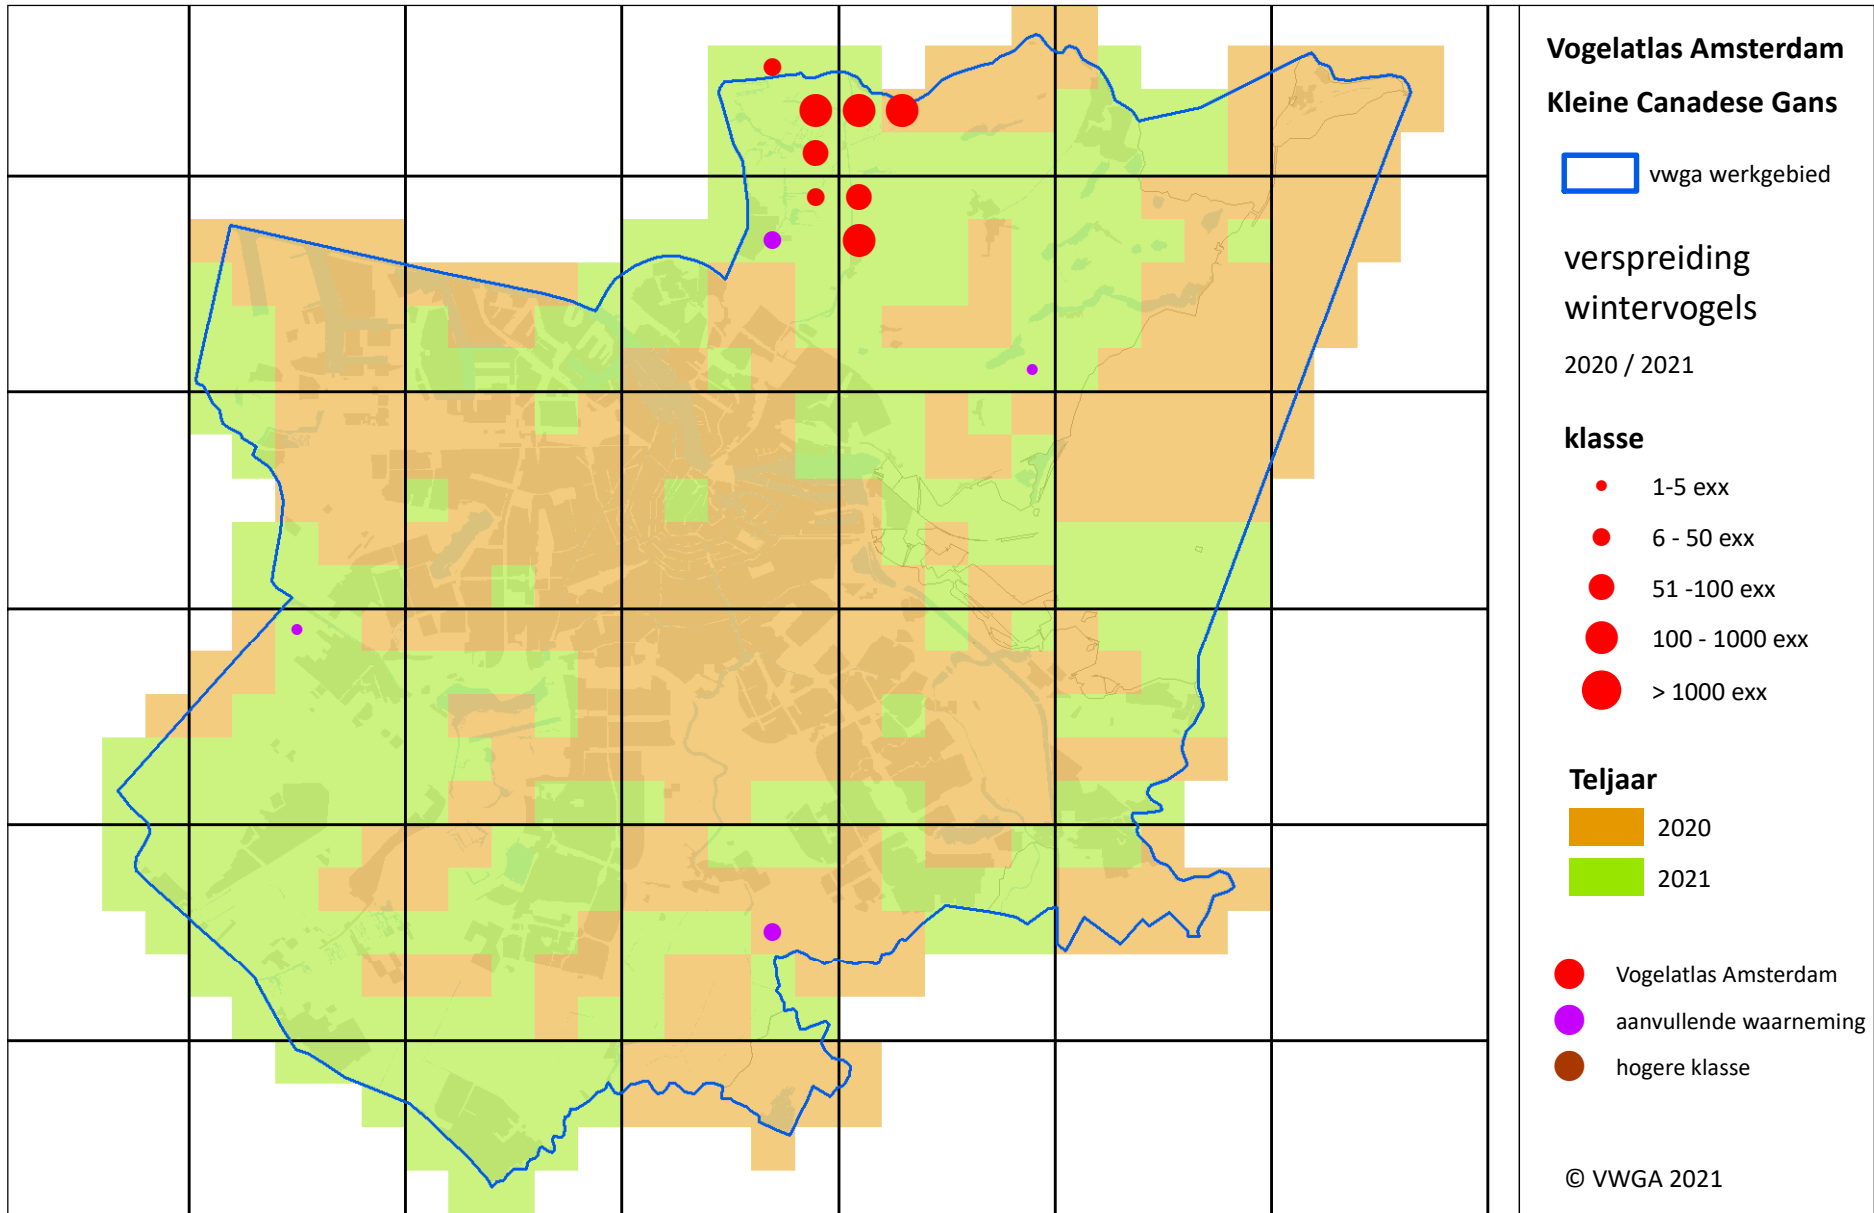 Vogelatlas Amsterdam
Kleine Canadese Gans
vwga werkgebied
verspreiding
wintervogels
2020 / 2021
klasse
1-5 exx
6 - 50 exx
51 -100 exx
100 - 1000 exx
> 1000 exx
Teljaar
2020
2021
Vogelatlas Amsterdam
aanvullende waarneming
hogere klasse
© VWGA 2021